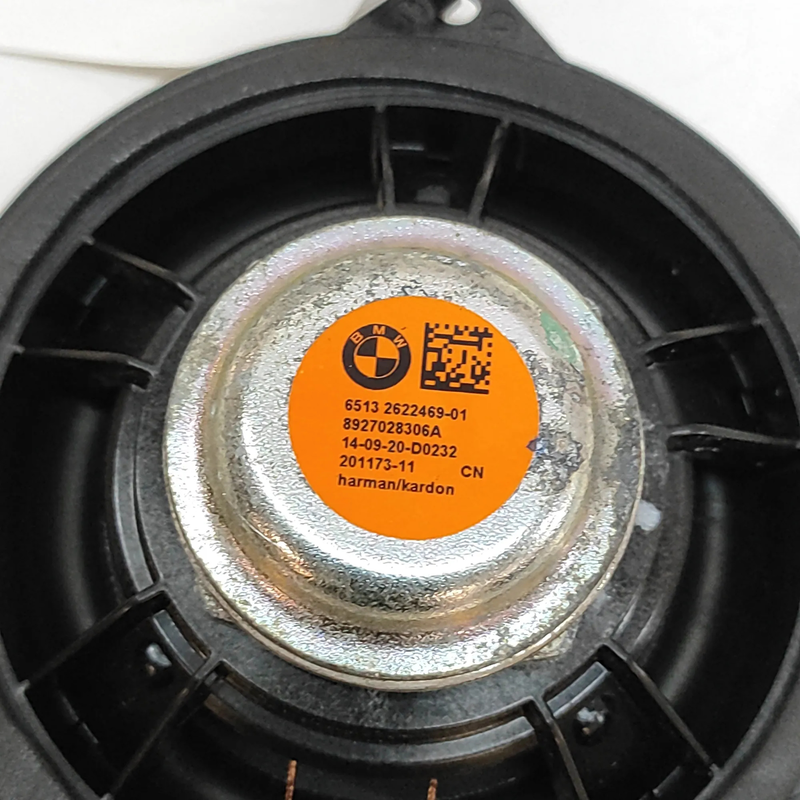 BMW
6513 2622469-01
8927028306A
14-09-20-D0232
201173-11 CN
harman/kardon